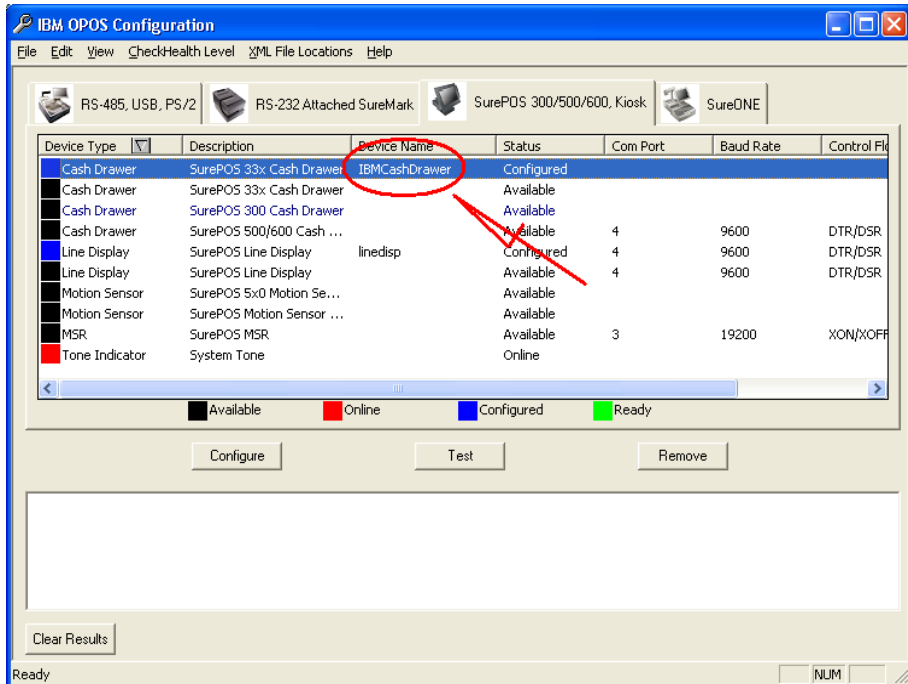 IBM OPOS Configuration
File Edit View CheckHealth Level XML File Locations Help
RS-485, USB, PS/2 RS-232 Attached SureMark SurePOS 300/500/600, Kiosk SureONE
Device Type Description Device Name Status Com Port Baud Rate Control Flo
Cash Drawer SurePOS 33x Cash Drawer IBMCashDrawer Configured
Cash Drawer SurePOS 33x Cash Drawer Available
Cash Drawer SurePOS 300 Cash Drawer Available
Cash Drawer SurePOS 500/600 Cash ... Available 4 9600 DTR/DSR
Line Display SurePOS Line Display linedisp Configured 4 9600 DTR/DSR
Line Display SurePOS Line Display Available 4 9600 DTR/DSR
Motion Sensor SurePOS 5x0 Motion Se... Available
Motion Sensor SurePOS Motion Sensor ... Available
MSR SurePOS MSR Available 3 19200 XON/XOFF
Tone Indicator System Tone Online
Available Online Configured Ready
Configure Test Remove
Clear Results
Ready NUM